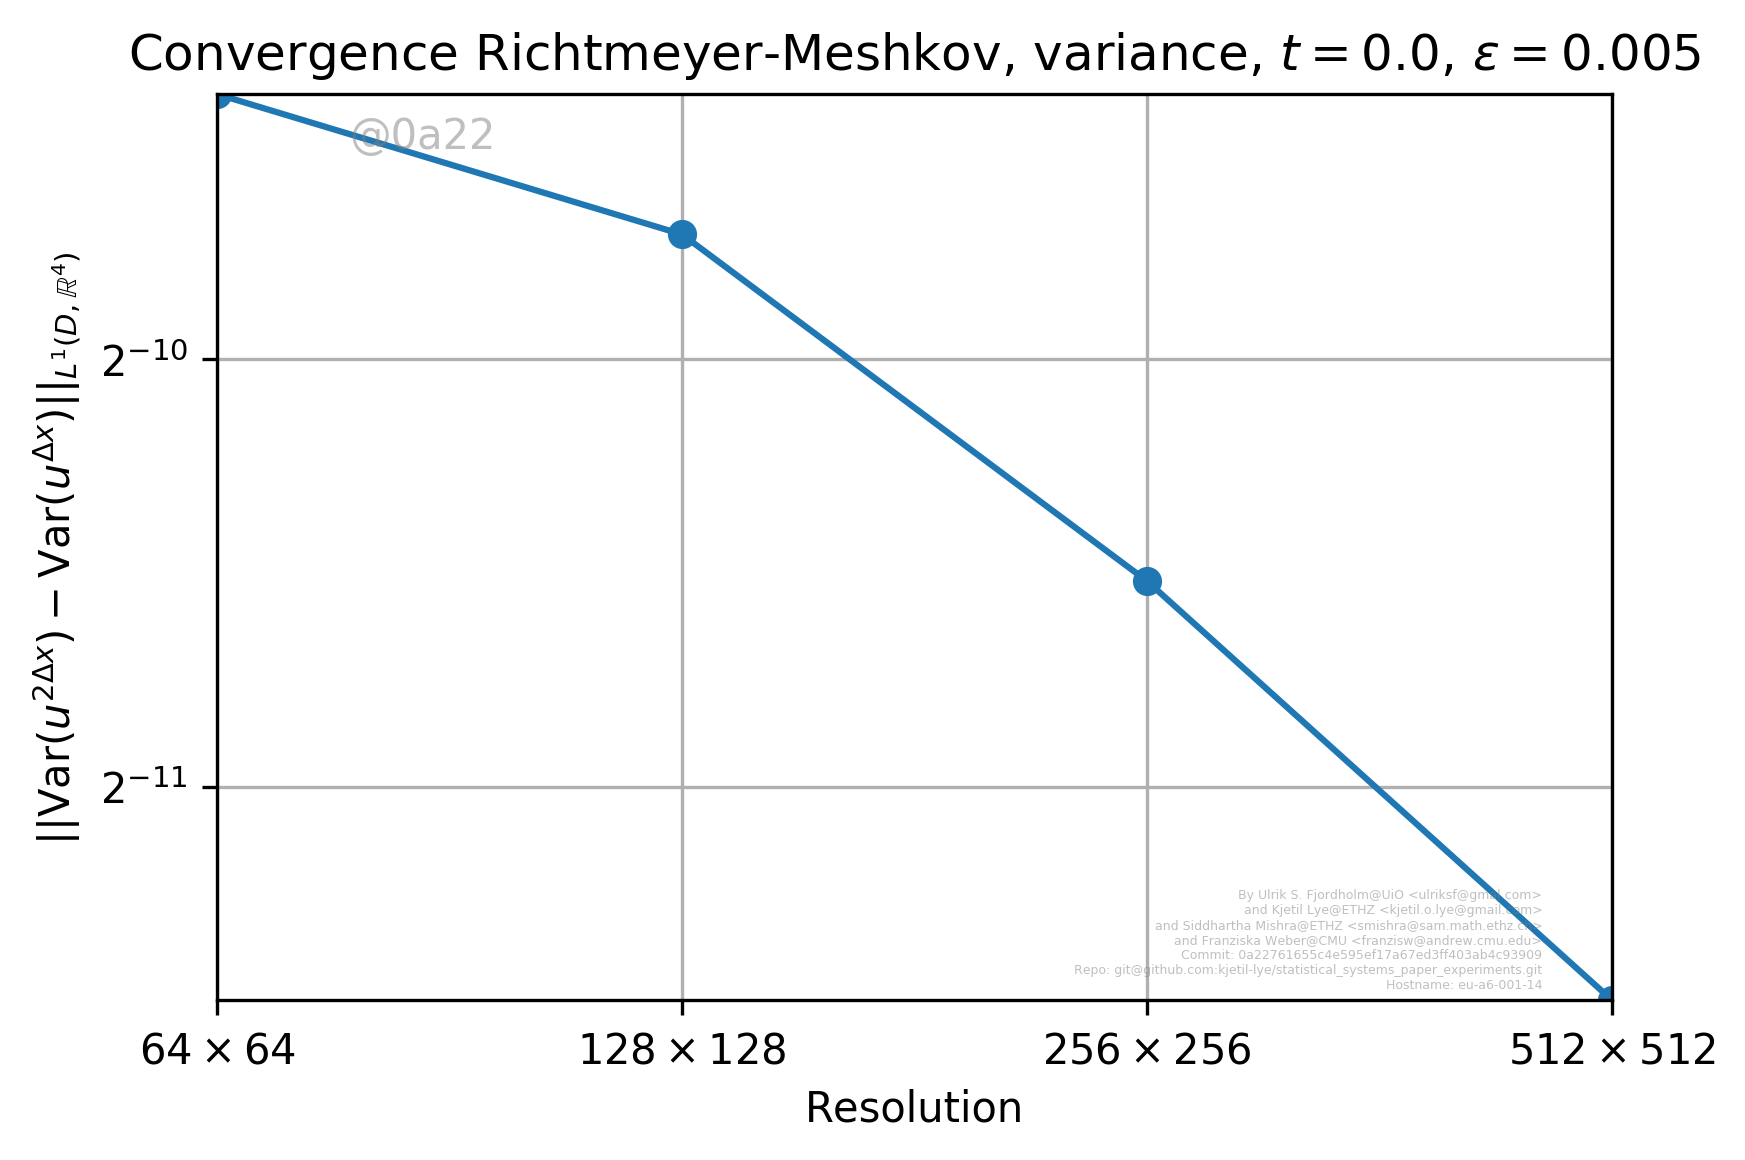 Convergence Richtmeyer-Meshkov, variance, t = 0.0, ε = 0.005
@0a22
||Var(u^{2Δx}) − Var(u^{Δx})||_{L^1(D, ℝ^4)}
2^{−10}
2^{−11}
By Ulrik S. Fjordholm@UiO <ulriksf@gmail.com>
and Kjetil Lye@ETHZ <kjetil.o.lye@gmail.com>
and Siddhartha Mishra@ETHZ <smishra@sam.math.ethz.ch>
and Franziska Weber@CMU <franzisw@andrew.cmu.edu>
Commit: 0a22761655c4e595ef17a67ed3ff403ab4c93909
Repo: git@github.com:kjetil-lye/statistical_systems_paper_experiments.git
Hostname: eu-a6-001-14
64 × 64 128 × 128 256 × 256 512 × 512
Resolution